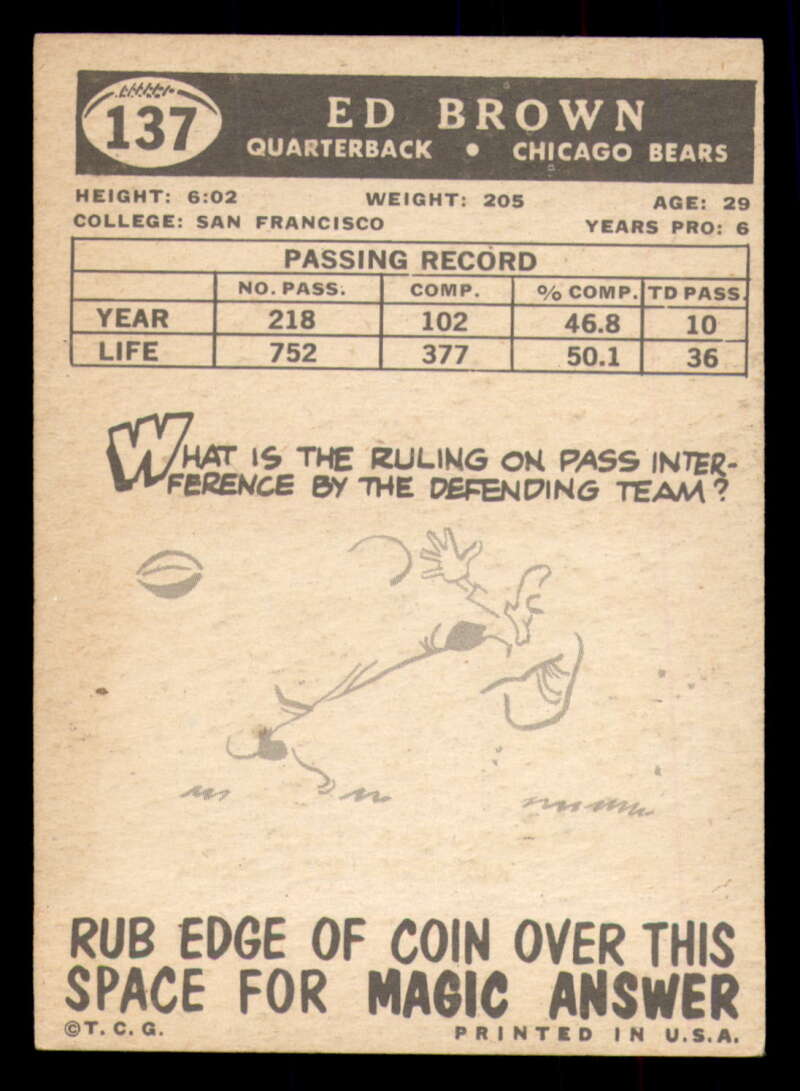 137
ED BROWN
QUARTERBACK • CHICAGO BEARS
HEIGHT: 6:02 WEIGHT: 205 AGE: 29
COLLEGE: SAN FRANCISCO YEARS PRO: 6
PASSING RECORD
NO. PASS. COMP. % COMP. TD PASS.
YEAR 218 102 46.8 10
LIFE 752 377 50.1 36
WHAT IS THE RULING ON PASS INTER-
FERENCE BY THE DEFENDING TEAM?
RUB EDGE OF COIN OVER THIS
SPACE FOR MAGIC ANSWER
©T. C. G. PRINTED IN U.S.A.